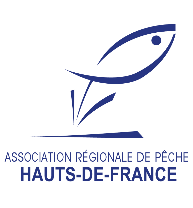 ASSOCIATION RÉGIONALE DE PÊCHE
HAUTS-DE-FRANCE